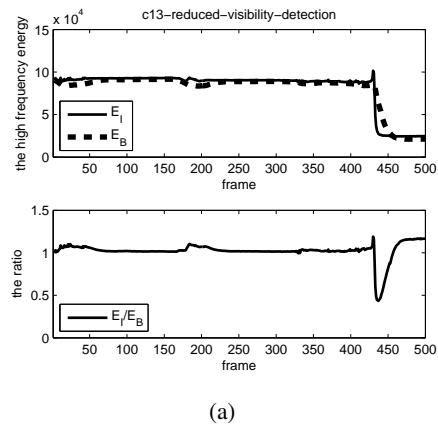 c13-reduced-visibility-detection
x 10^4
the high frequency energy
15
10
5
0
E_I
E_B
50 100 150 200 250 300 350 400 450 500
frame
the ratio
1.5
1
0.5
0
E_I/E_B
50 100 150 200 250 300 350 400 450 500
frame
(a)